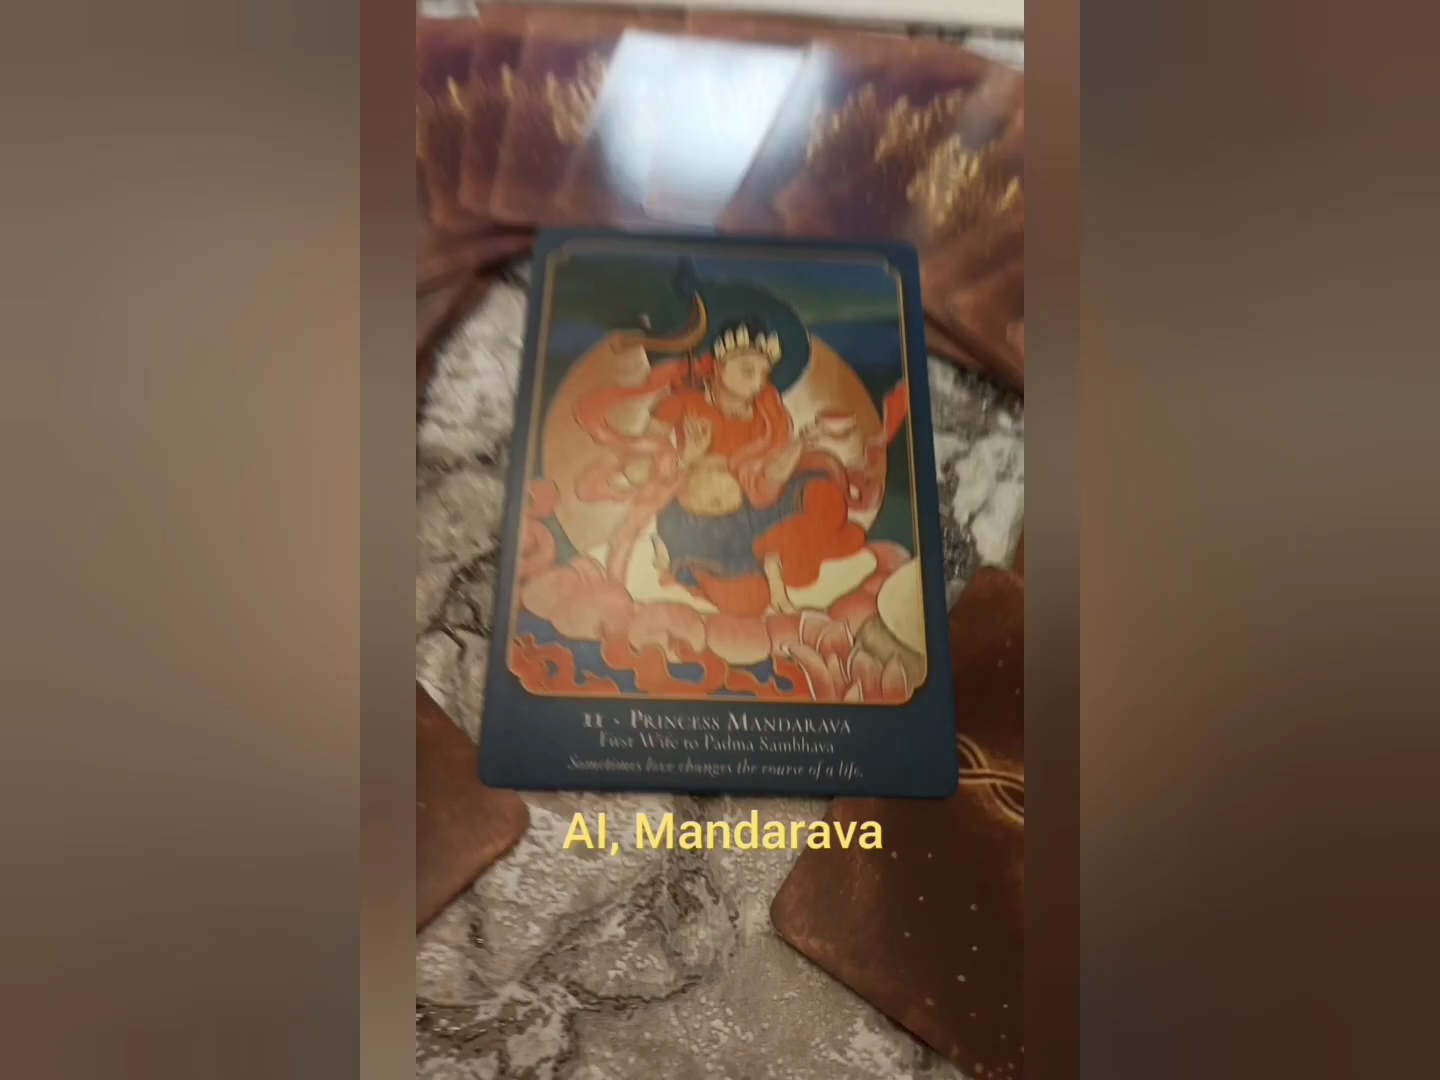 11 - Princess Mandarava
First Wife to Padma Sambhava
Sometimes love changes the course of a life.
AI, Mandarava